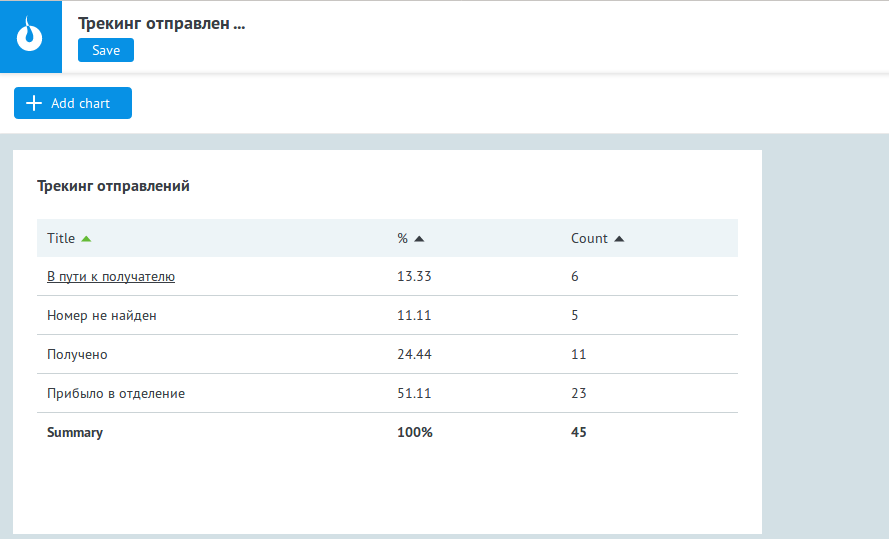 Трекинг отправлен ...
Save
Add chart
Трекинг отправлений
Title % Count
В пути к получателю 13.33 6
Номер не найден 11.11 5
Получено 24.44 11
Прибыло в отделение 51.11 23
Summary 100% 45